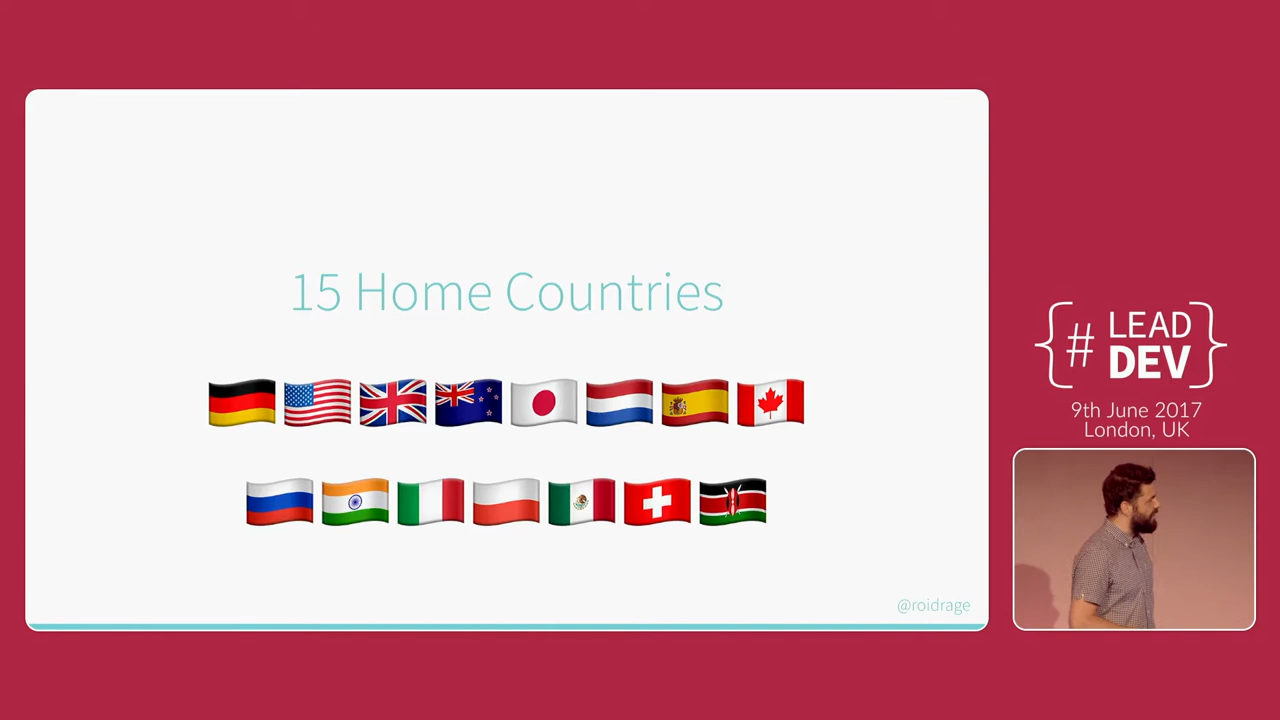 15 Home Countries
@roidrage
{# LEAD
DEV}
9th June 2017
London, UK